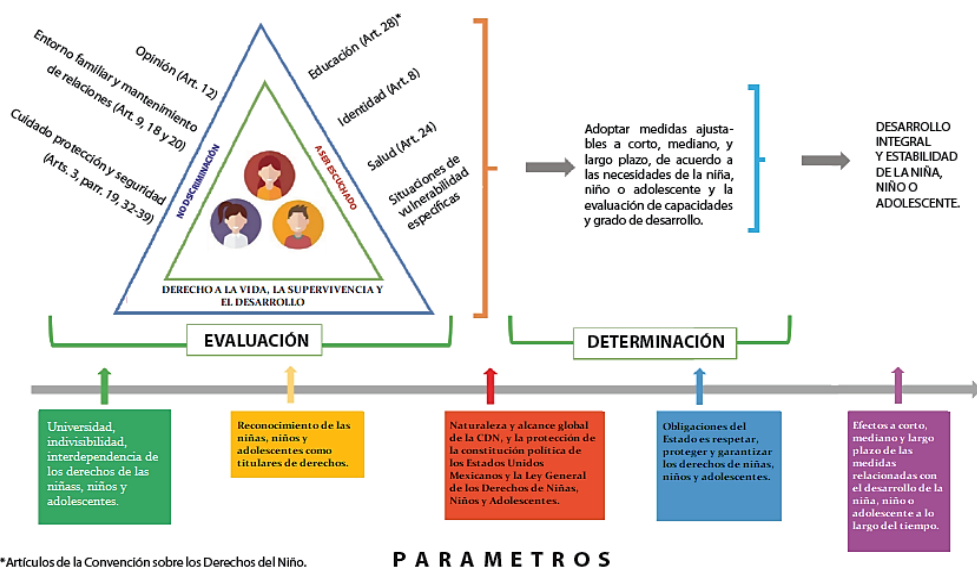 Opinión (Art. 12)
Entorno familiar y mantenimiento
de relaciones (Art. 9, 18 y 20)
Cuidado protección y seguridad
(Arts. 3, parr. 19, 32-39)
NO DSCRIMINACIÓN
A SER ESCUCHADO
DERECHO A LA VIDA, LA SUPERVIVENCIA Y
EL DESARROLLO
Educación (Art. 28)*
Identidad (Art. 8)
Salud (Art. 24)
Situaciones de
vulnerabilidad
específicas
Adoptar medidas ajusta-
bles a corto, mediano, y
largo plazo, de acuerdo a
las necesidades de la niña,
niño o adolescente y la
evaluación de capacidades
y grado de desarrollo.
DESARROLLO
INTEGRAL
Y ESTABILIDAD
DE LA NIÑA,
NIÑO O
ADOLESCENTE.
EVALUACIÓN
DETERMINACIÓN
Universidad,
indivisibilidad,
interdependencia de
los derechos de las
niñass, niños y
adolescentes.
Reconocimiento de las
niñas, niños y
adolescentes como
titulares de derechos.
Naturaleza y alcance global
de la CDN, y la protección de
la constitución política de
los Estados Unidos
Mexicanos y la Ley General
de los Derechos de Niñas,
Niños y Adolescentes.
Obligaciones del
Estado es respetar,
proteger y garantizar
los derechos de niñas,
niños y adolescentes.
Efectos a corto,
mediano y largo
plazo de las
medidas
relacionadas con
el desarrollo de la
niña, niño o
adolescente a lo
largo del tiempo.
*Artículos de la Convención sobre los Derechos del Niño.
PARAMETROS